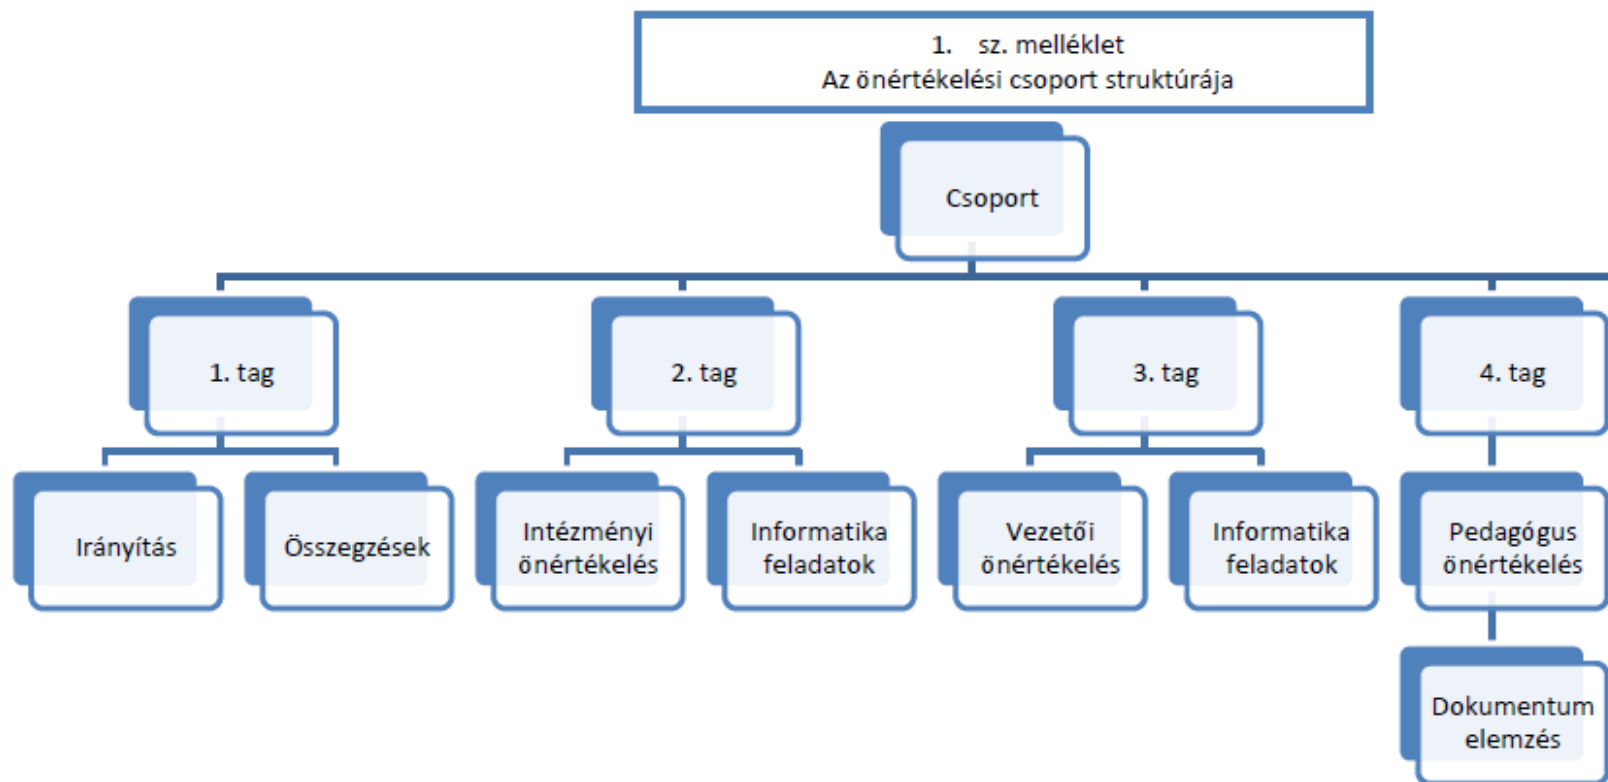 1. sz. melléklet
Az önértékelési csoport struktúrája
Csoport
1. tag
2. tag
3. tag
4. tag
Irányítás
Összegzések
Intézményi
önértékelés
Informatika
feladatok
Vezetői
önértékelés
Informatika
feladatok
Pedagógus
önértékelés
Dokumentum
elemzés